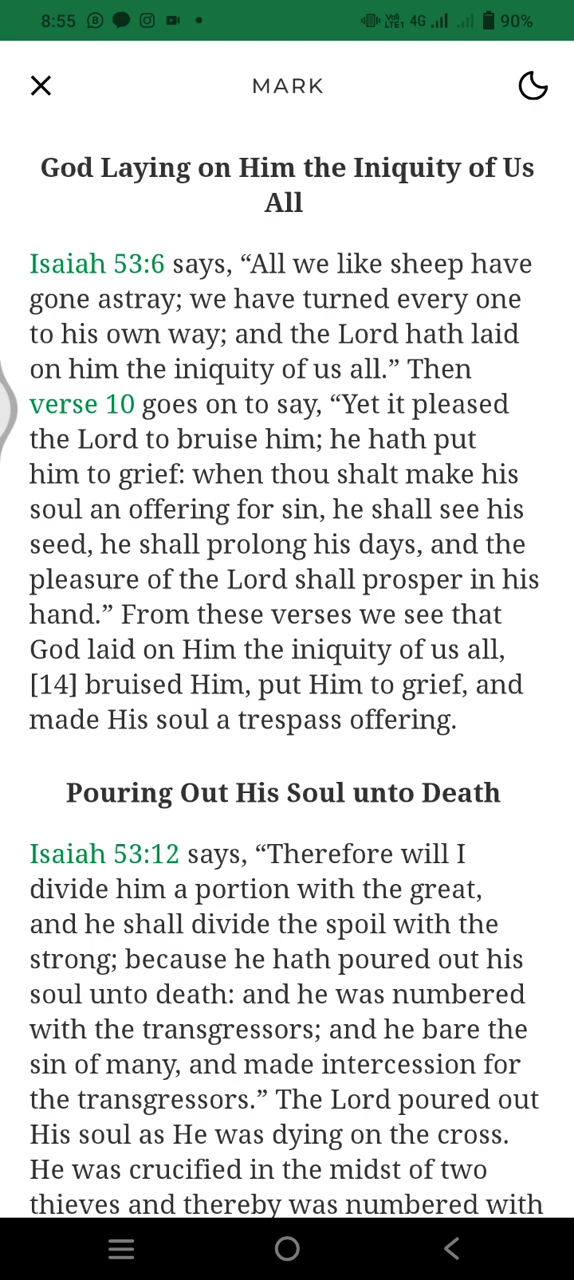 8:55
VoB
LTE1
4G
90%
MARK
God Laying on Him the Iniquity of Us
All
Isaiah 53:6 says, “All we like sheep have
gone astray; we have turned every one
to his own way; and the Lord hath laid
on him the iniquity of us all.” Then
verse 10 goes on to say, “Yet it pleased
the Lord to bruise him; he hath put
him to grief: when thou shalt make his
soul an offering for sin, he shall see his
seed, he shall prolong his days, and the
pleasure of the Lord shall prosper in his
hand.” From these verses we see that
God laid on Him the iniquity of us all,
[14] bruised Him, put Him to grief, and
made His soul a trespass offering.
Pouring Out His Soul unto Death
Isaiah 53:12 says, “Therefore will I
divide him a portion with the great,
and he shall divide the spoil with the
strong; because he hath poured out his
soul unto death: and he was numbered
with the transgressors; and he bare the
sin of many, and made intercession for
the transgressors.” The Lord poured out
His soul as He was dying on the cross.
He was crucified in the midst of two
thieves and thereby was numbered with